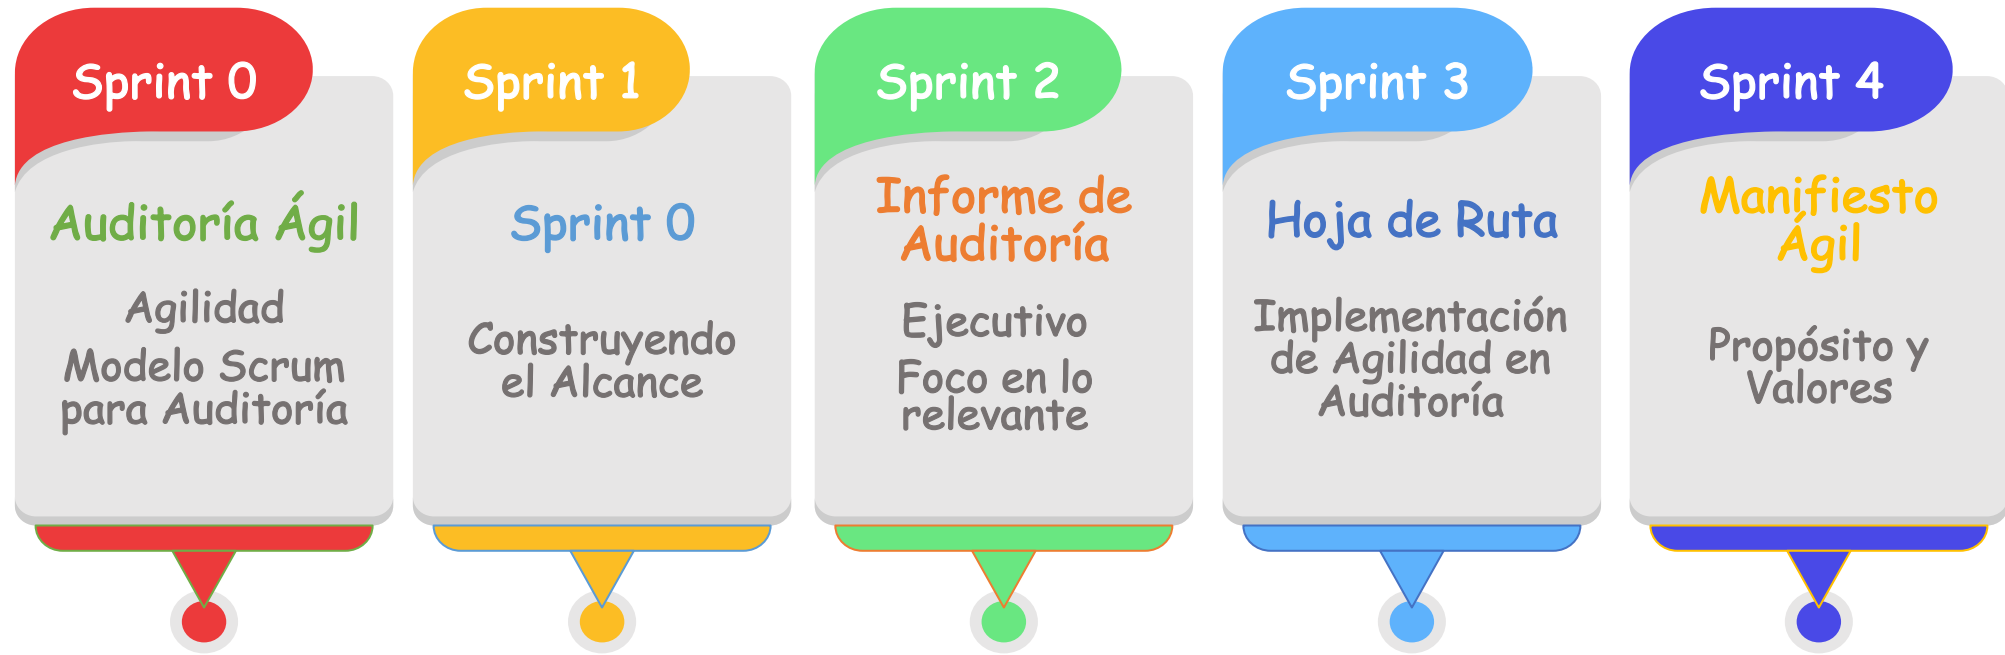 Sprint 0
Auditoría Ágil
Agilidad
Modelo Scrum
para Auditoría
Sprint 1
Sprint 0
Construyendo
el Alcance
Sprint 2
Informe de
Auditoría
Ejecutivo
Foco en lo
relevante
Sprint 3
Hoja de Ruta
Implementación
de Agilidad en
Auditoría
Sprint 4
Manifiesto
Ágil
Propósito y
Valores